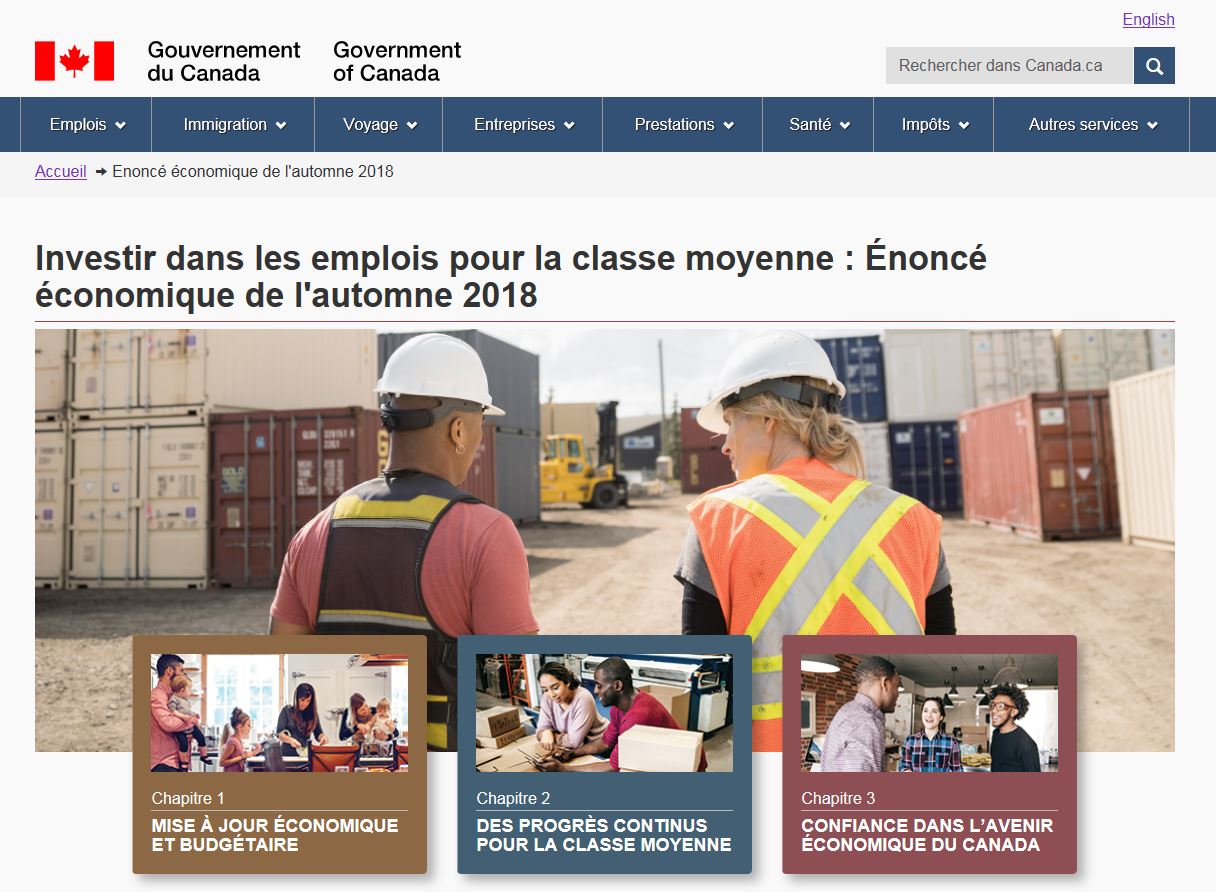 English
Gouvernement
du Canada
Government
of Canada
Rechercher dans Canada.ca
Emplois Immigration Voyage Entreprises Prestations Santé Impôts Autres services
Accueil ➔ Enoncé économique de l'automne 2018
Investir dans les emplois pour la classe moyenne : Énoncé
économique de l'automne 2018
GOLD
Chapitre 1
MISE À JOUR ÉCONOMIQUE
ET BUDGÉTAIRE
Chapitre 2
DES PROGRÈS CONTINUS
POUR LA CLASSE MOYENNE
Chapitre 3
CONFIANCE DANS L’AVENIR
ÉCONOMIQUE DU CANADA